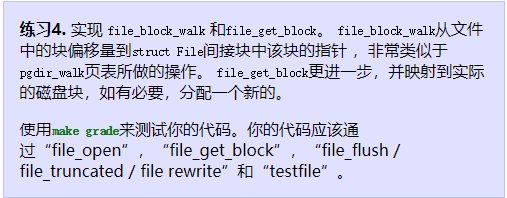 练习4. 实现 file_block_walk 和file_get_block。 file_block_walk从文件
中的块偏移量到struct File间接块中该块的指针 ，非常类似于
pgdir_walk页表所做的操作。 file_get_block更进一步，并映射到实际
的磁盘块，如有必要，分配一个新的。
使用make grade来测试你的代码。你的代码应该通
过“file_open”，“file_get_block”，“file_flush /
file_truncated / file rewrite”和“testfile”。